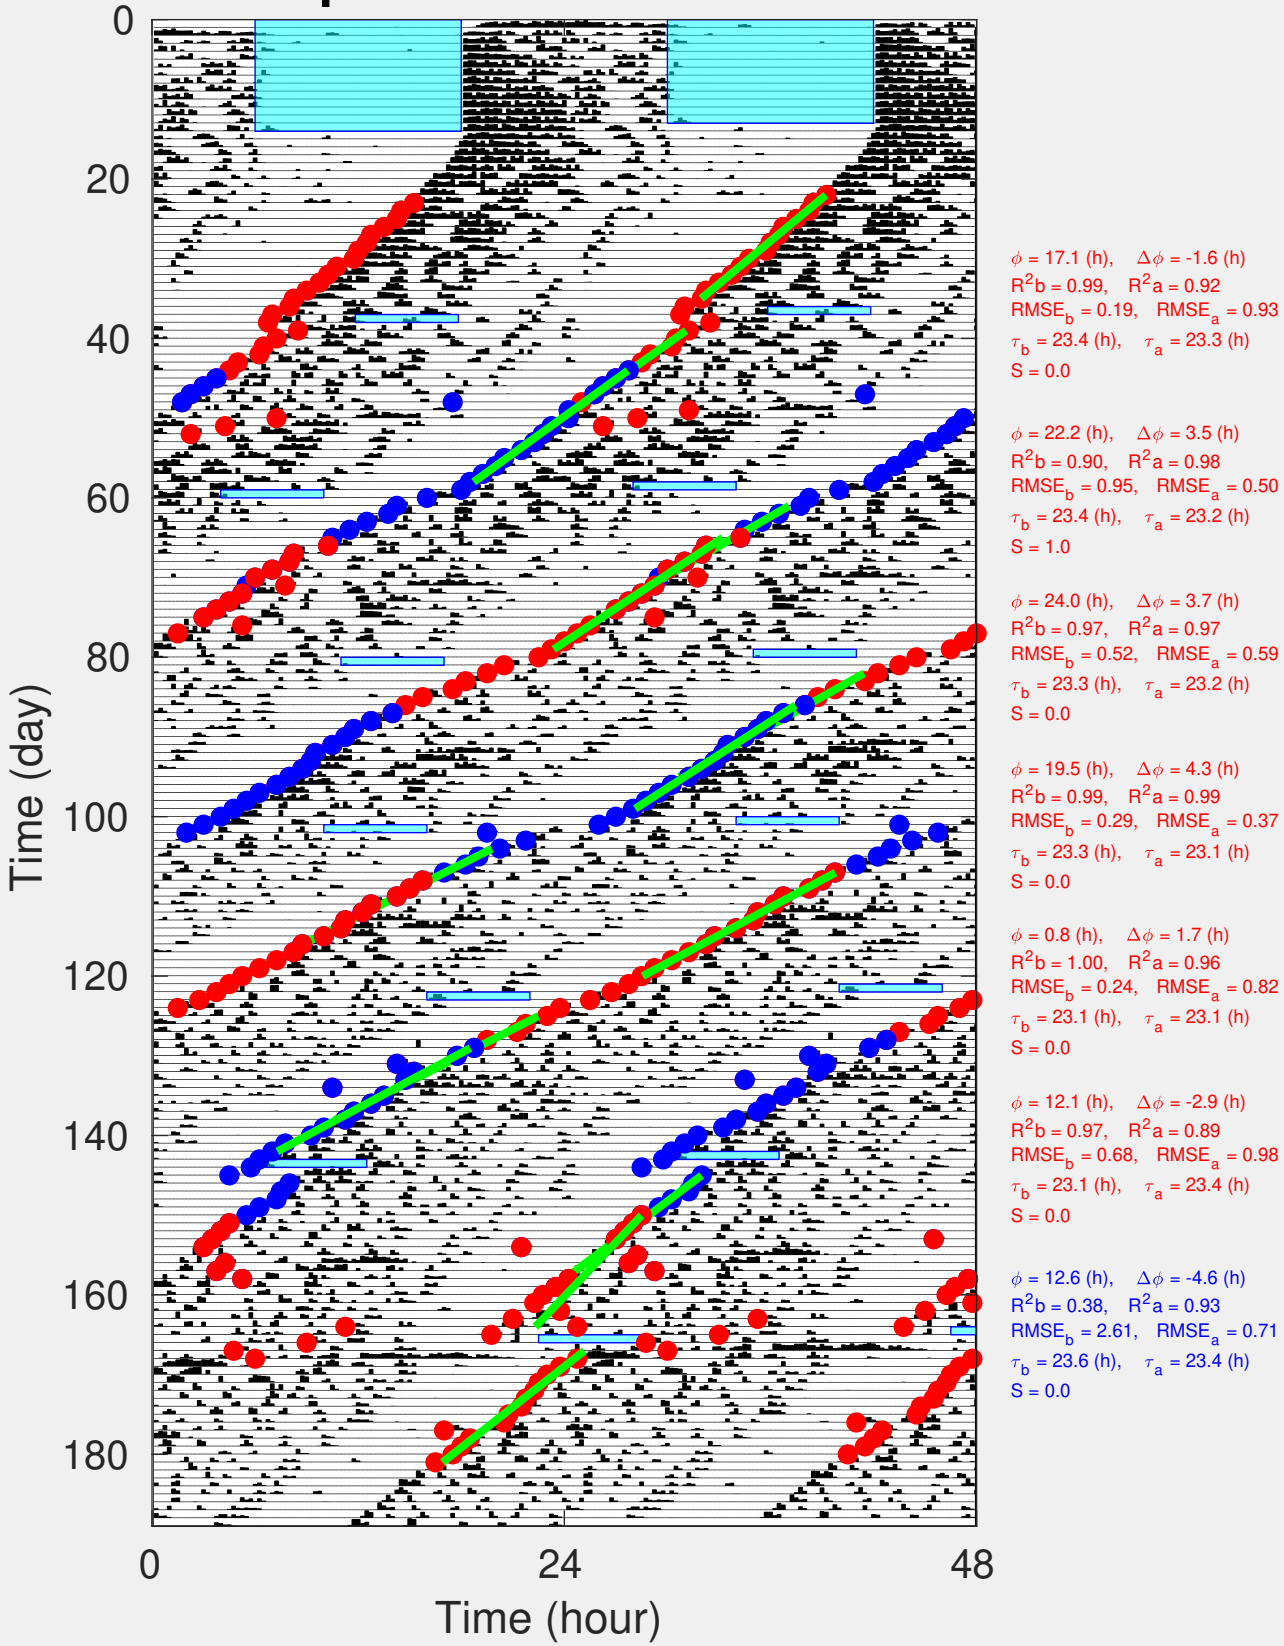 0
20
40
60
80
100
120
140
160
180
Time (day)
0 24 48
Time (hour)
ϕ = 17.1 (h), Δϕ = -1.6 (h)
R²b = 0.99, R²a = 0.92
RMSE_b = 0.19, RMSE_a = 0.93
τ_b = 23.4 (h), τ_a = 23.3 (h)
S = 0.0
ϕ = 22.2 (h), Δϕ = 3.5 (h)
R²b = 0.90, R²a = 0.98
RMSE_b = 0.95, RMSE_a = 0.50
τ_b = 23.4 (h), τ_a = 23.2 (h)
S = 1.0
ϕ = 24.0 (h), Δϕ = 3.7 (h)
R²b = 0.97, R²a = 0.97
RMSE_b = 0.52, RMSE_a = 0.59
τ_b = 23.3 (h), τ_a = 23.2 (h)
S = 0.0
ϕ = 19.5 (h), Δϕ = 4.3 (h)
R²b = 0.99, R²a = 0.99
RMSE_b = 0.29, RMSE_a = 0.37
τ_b = 23.3 (h), τ_a = 23.1 (h)
S = 0.0
ϕ = 0.8 (h), Δϕ = 1.7 (h)
R²b = 1.00, R²a = 0.96
RMSE_b = 0.24, RMSE_a = 0.82
τ_b = 23.1 (h), τ_a = 23.1 (h)
S = 0.0
ϕ = 12.1 (h), Δϕ = -2.9 (h)
R²b = 0.97, R²a = 0.89
RMSE_b = 0.68, RMSE_a = 0.98
τ_b = 23.1 (h), τ_a = 23.4 (h)
S = 0.0
ϕ = 12.6 (h), Δϕ = -4.6 (h)
R²b = 0.38, R²a = 0.93
RMSE_b = 2.61, RMSE_a = 0.71
τ_b = 23.6 (h), τ_a = 23.4 (h)
S = 0.0